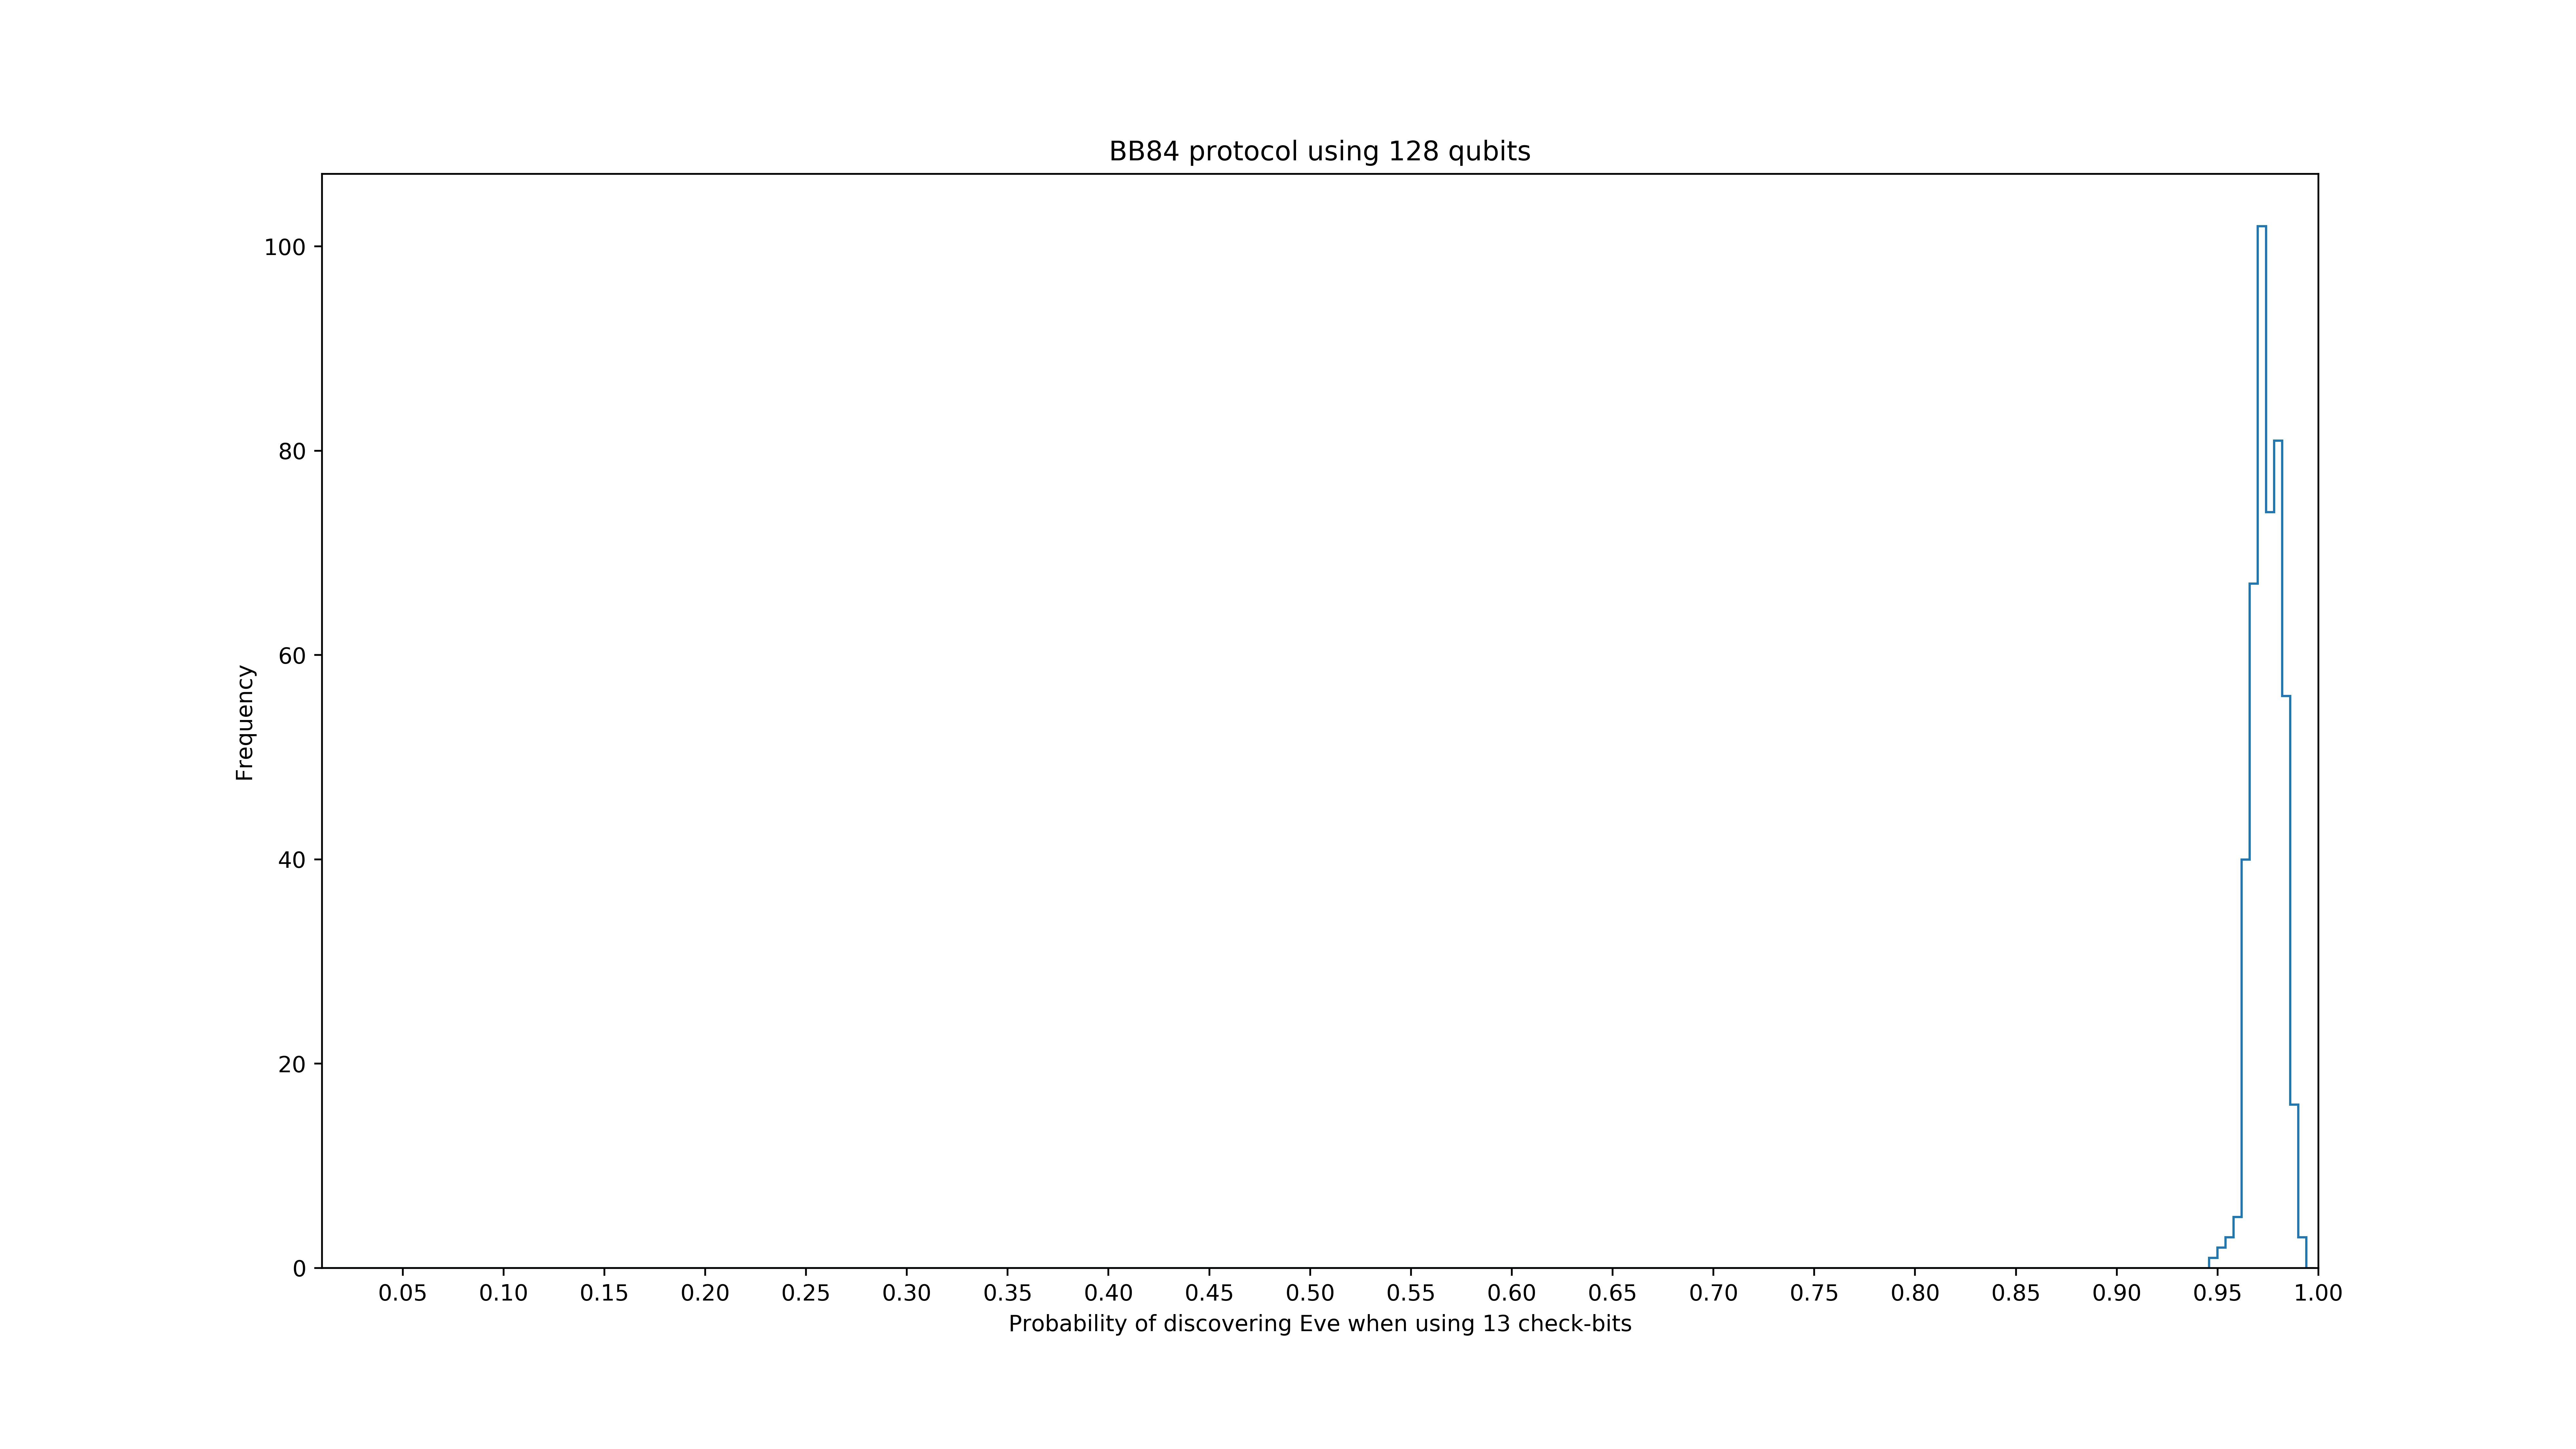 BB84 protocol using 128 qubits
100
80
60
40
20
0
Frequency
0.05 0.10 0.15 0.20 0.25 0.30 0.35 0.40 0.45 0.50 0.55 0.60 0.65 0.70 0.75 0.80 0.85 0.90 0.95 1.00
Probability of discovering Eve when using 13 check-bits